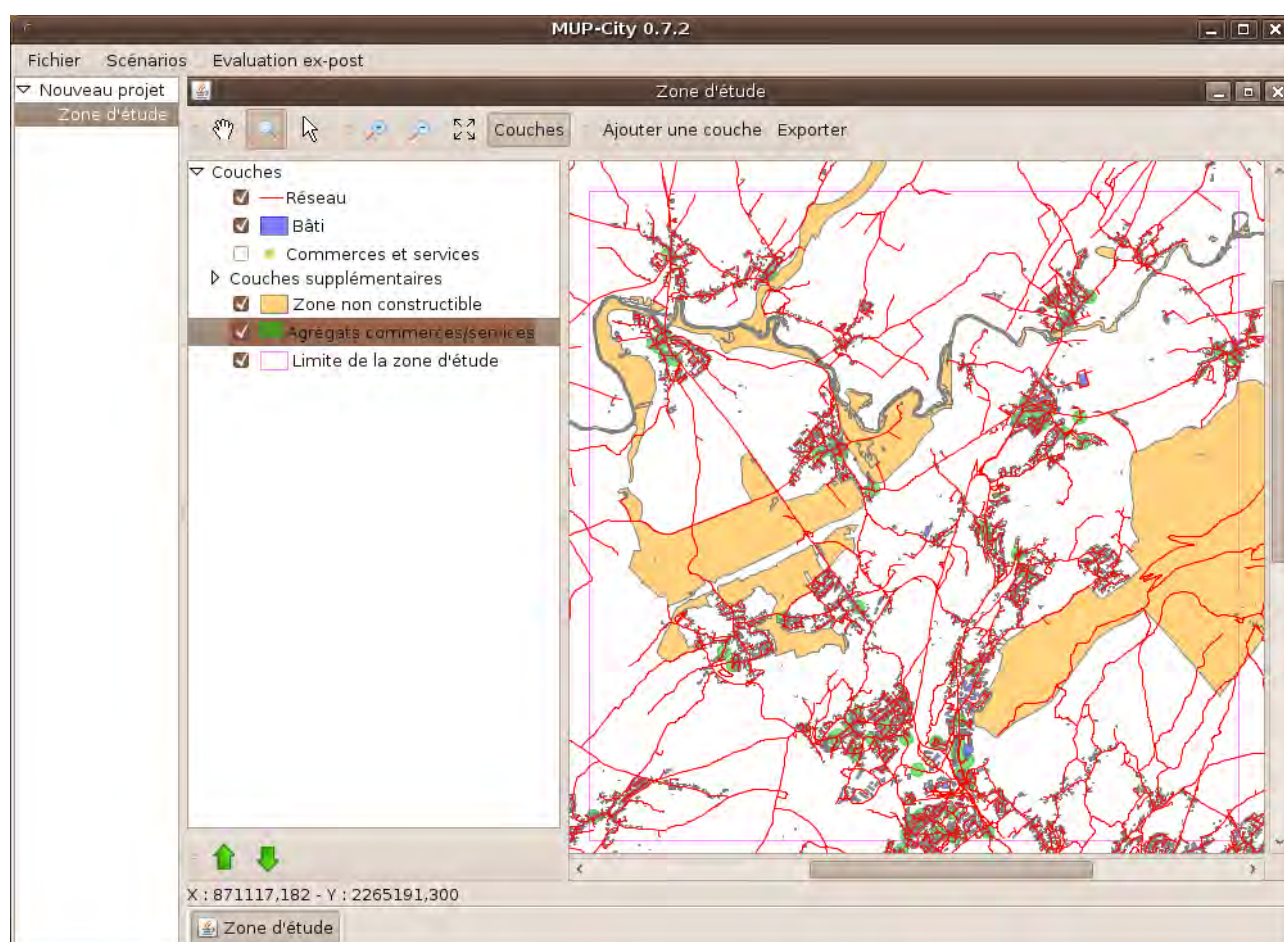 MUP-City 0.7.2
Fichier Scénarios Evaluation ex-post
Nouveau projet
Zone d'étude
Zone d'étude
Couches Ajouter une couche Exporter
Couches
Réseau
Bâti
Commerces et services
Couches supplémentaires
Zone non constructible
Agrégats commerces/services
Limite de la zone d'étude
X : 871117,182 - Y : 2265191,300
Zone d'étude